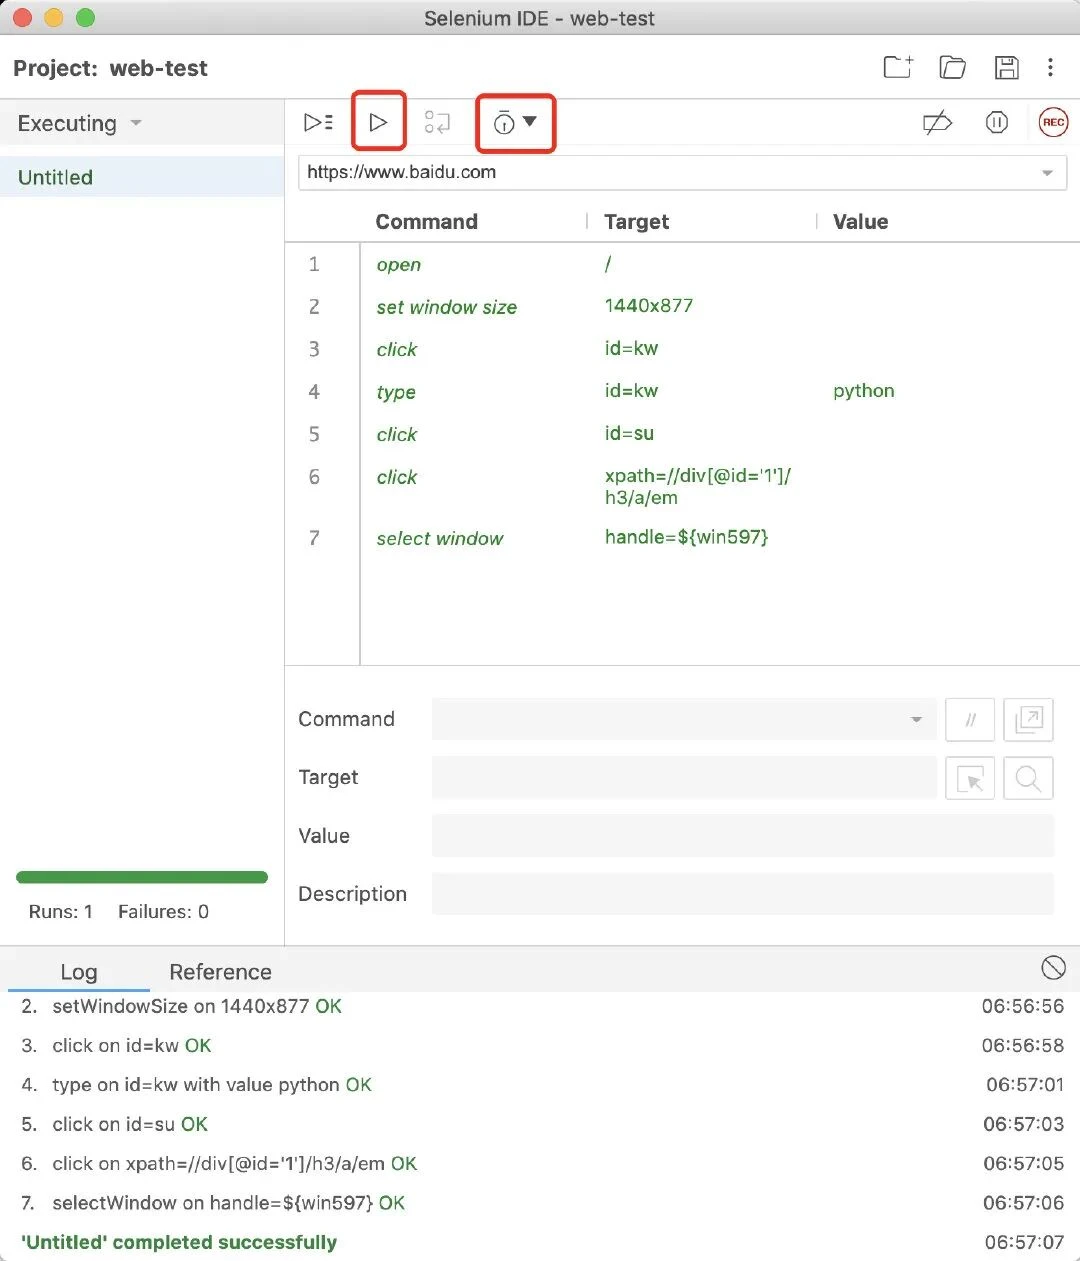 Selenium IDE - web-test
Project: web-test
Executing
REC
Untitled
https://www.baidu.com
Command Target Value
1 open /
2 set window size 1440x877
3 click id=kw
4 type id=kw python
5 click id=su
6 click xpath=//div[@id='1']/
h3/a/em
7 select window handle=${win597}
Command //
Target
Value
Description
Runs: 1 Failures: 0
Log Reference
2. setWindowSize on 1440x877 OK 06:56:56
3. click on id=kw OK 06:56:58
4. type on id=kw with value python OK 06:57:01
5. click on id=su OK 06:57:03
6. click on xpath=//div[@id='1']/h3/a/em OK 06:57:05
7. selectWindow on handle=${win597} OK 06:57:06
'Untitled' completed successfully 06:57:07